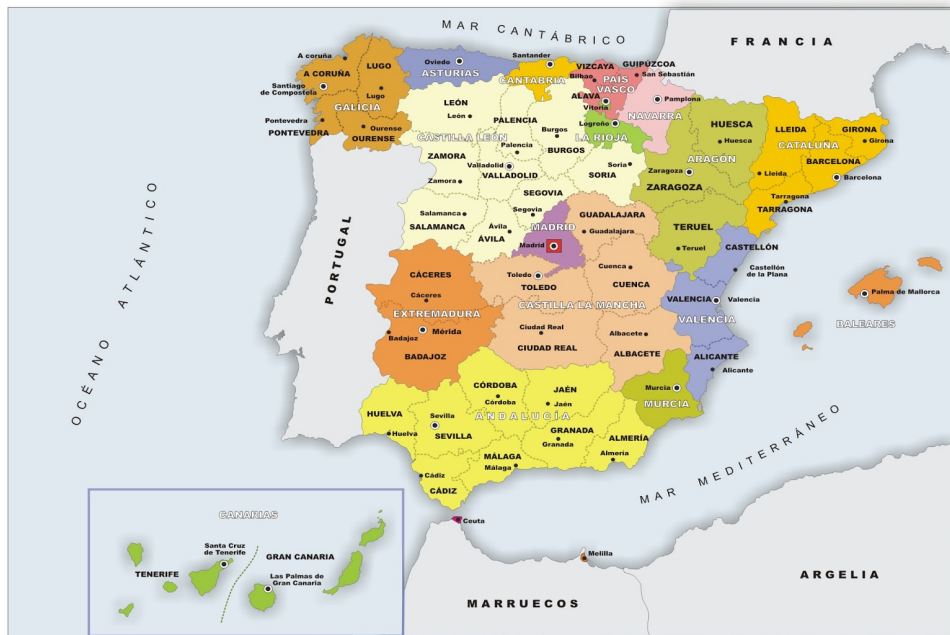 MAR CANTÁBRICO
FRANCIA
OCÉANO ATLÁNTICO
PORTUGAL
A coruña
A CORUÑA
LUGO
Santiago
de Compostela
Lugo
GALICIA
Pontevedra
PONTEVEDRA
Ourense
OURENSE
Oviedo
ASTURIAS
Santander
CANTABRIA
VIZCAYA
GUIPÚZCOA
Bilbao
San Sebastián
PAÍS
VASCO
ALAVA
Vitoria
Pamplona
NAVARRA
Logroño
LA RIOJA
LEÓN
León
PALENCIA
CASTILLA LEÓN
Burgos
BURGOS
Palencia
ZAMORA
Zamora
Valladolid
VALLADOLID
Soria
SORIA
SEGOVIA
Segovia
Salamanca
SALAMANCA
Ávila
ÁVILA
MADRID
Madrid
HUESCA
Huesca
ARAGÓN
Zaragoza
ZARAGOZA
TERUEL
Teruel
LLEIDA
GIRONA
Girona
CATALUÑA
BARCELONA
Barcelona
Lleida
Tarragona
TARRAGONA
GUADALAJARA
Guadalajara
Cuenca
CUENCA
Toledo
TOLEDO
CASTILLA LA MANCHA
Ciudad Real
CIUDAD REAL
Albacete
ALBACETE
CASTELLÓN
Castellón
de la Plana
VALENCIA
Valencia
VALENCIA
ALICANTE
Alicante
Murcia
MURCIA
Palma de Mallorca
BALEARES
CÁCERES
Cáceres
EXTREMADURA
Badajoz
Mérida
BADAJOZ
CÓRDOBA
Córdoba
JAÉN
Jaén
ANDALUCÍA
HUELVA
Huelva
Sevilla
SEVILLA
GRANADA
Granada
ALMERÍA
Almería
MÁLAGA
Málaga
Cádiz
CÁDIZ
MAR MEDITERRÁNEO
Ceuta
Melilla
MARRUECOS
ARGELIA
CANARIAS
Santa Cruz
de Tenerife
TENERIFE
GRAN CANARIA
Las Palmas de
Gran Canaria